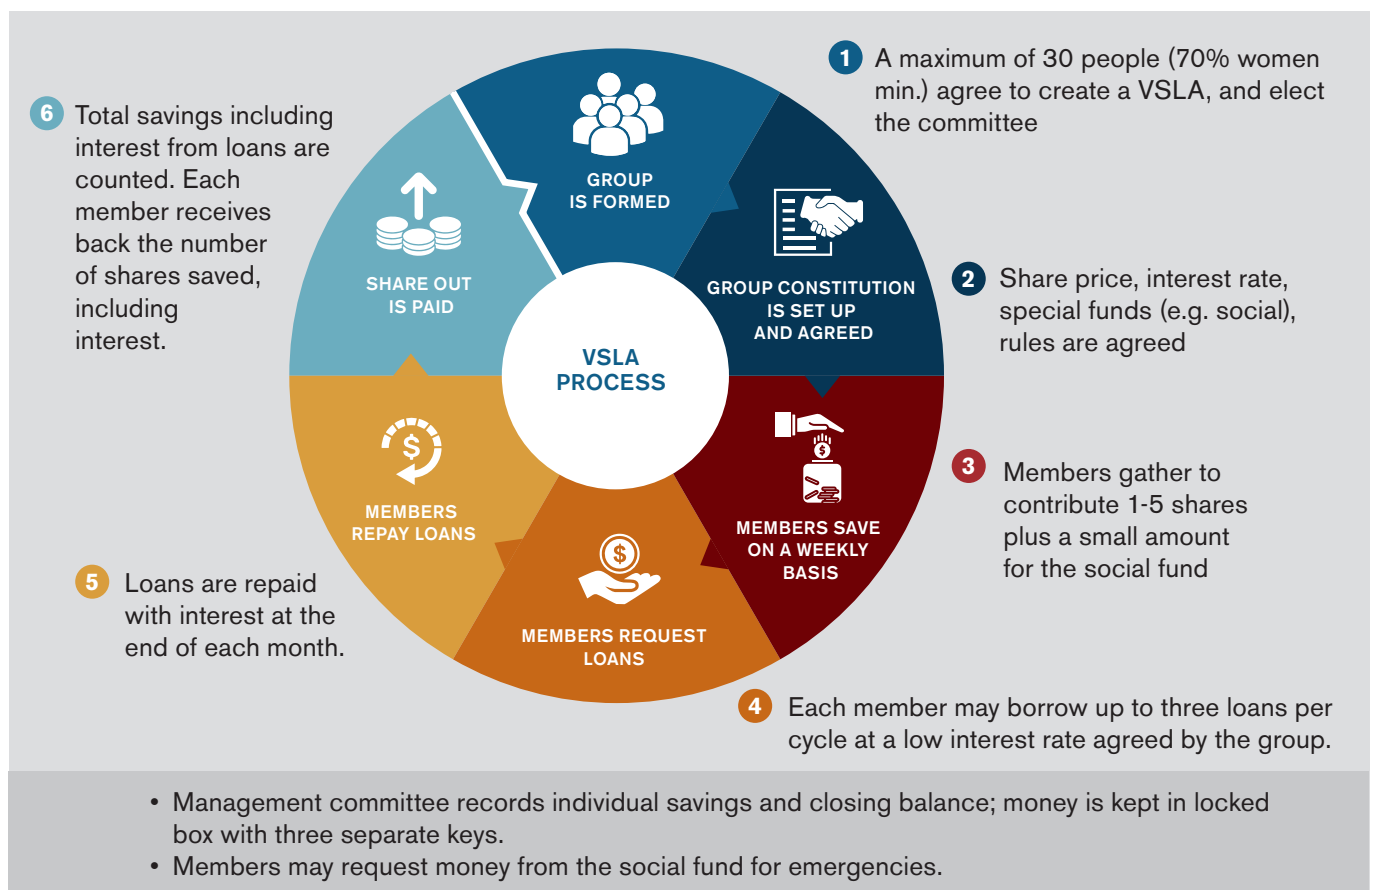 1
A maximum of 30 people (70% women
min.) agree to create a VSLA, and elect
the committee
6
Total savings including
interest from loans are
counted. Each
member receives
back the number
of shares saved,
including
interest.
GROUP
IS FORMED
GROUP CONSTITUTION
IS SET UP
AND AGREED
2
Share price, interest rate,
special funds (e.g. social),
rules are agreed
SHARE OUT
IS PAID
VSLA
PROCESS
$
MEMBERS SAVE
ON A WEEKLY
BASIS
3
Members gather to
contribute 1-5 shares
plus a small amount
for the social fund
$
MEMBERS REPAY LOANS
5
Loans are repaid
with interest at the
end of each month.
$
MEMBERS REQUEST
LOANS
4
Each member may borrow up to three loans per
cycle at a low interest rate agreed by the group.
• Management committee records individual savings and closing balance; money is kept in locked
box with three separate keys.
• Members may request money from the social fund for emergencies.